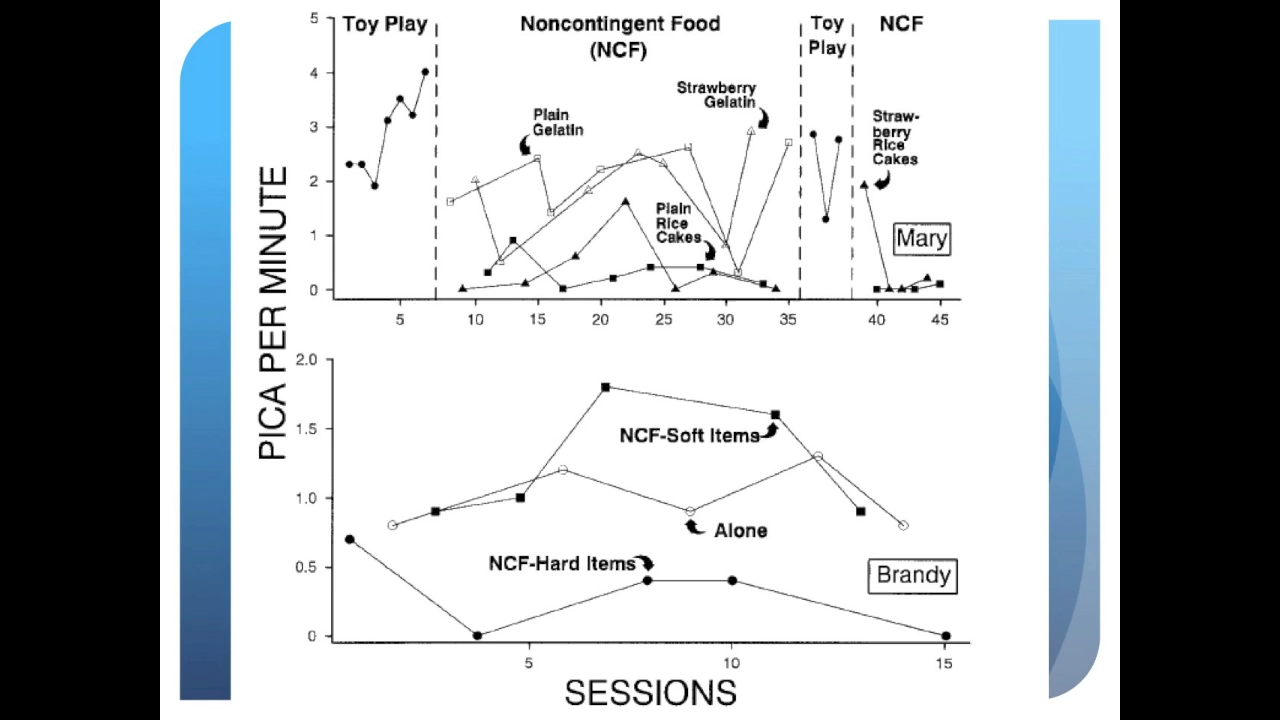 Toy Play
Noncontingent Food
(NCF)
Toy
Play
NCF
5
4
3
2
1
0
Plain
Gelatin
Strawberry
Gelatin
Plain
Rice
Cakes
Straw-
berry
Rice
Cakes
Mary
5 10 15 20 25 30 35 40 45
PICA PER MINUTE
2.0
1.5
1.0
0.5
0
NCF-Soft Items
Alone
NCF-Hard Items
Brandy
5 10 15
SESSIONS